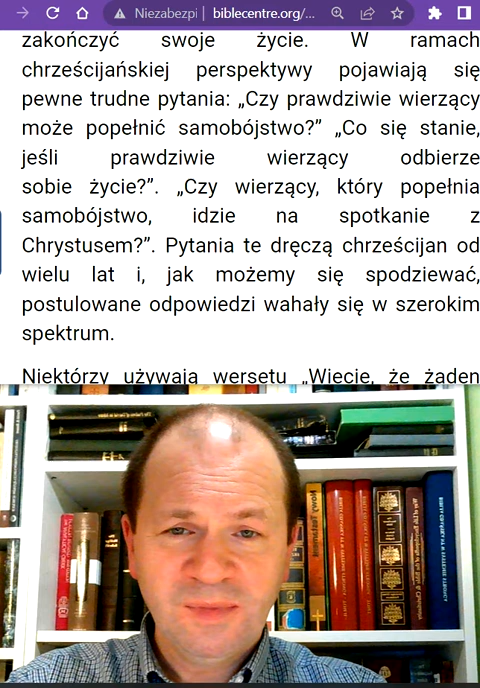 Niezabezpi
biblecentre.org/...
zakończyć swoje życie. W ramach
chrześcijańskiej perspektywy pojawiają się
pewne trudne pytania: „Czy prawdziwie wierzący
może popełnić samobójstwo?” „Co się stanie,
jeśli prawdziwie wierzący odbierze
sobie życie?”. „Czy wierzący, który popełnia
samobójstwo, idzie na spotkanie z
Chrystusem?”. Pytania te dręczą chrześcijan od
wielu lat i, jak możemy się spodziewać,
postulowane odpowiedzi wahały się w szerokim
spektrum.
Niektórzy używają wersetu „Wiecie, że żaden